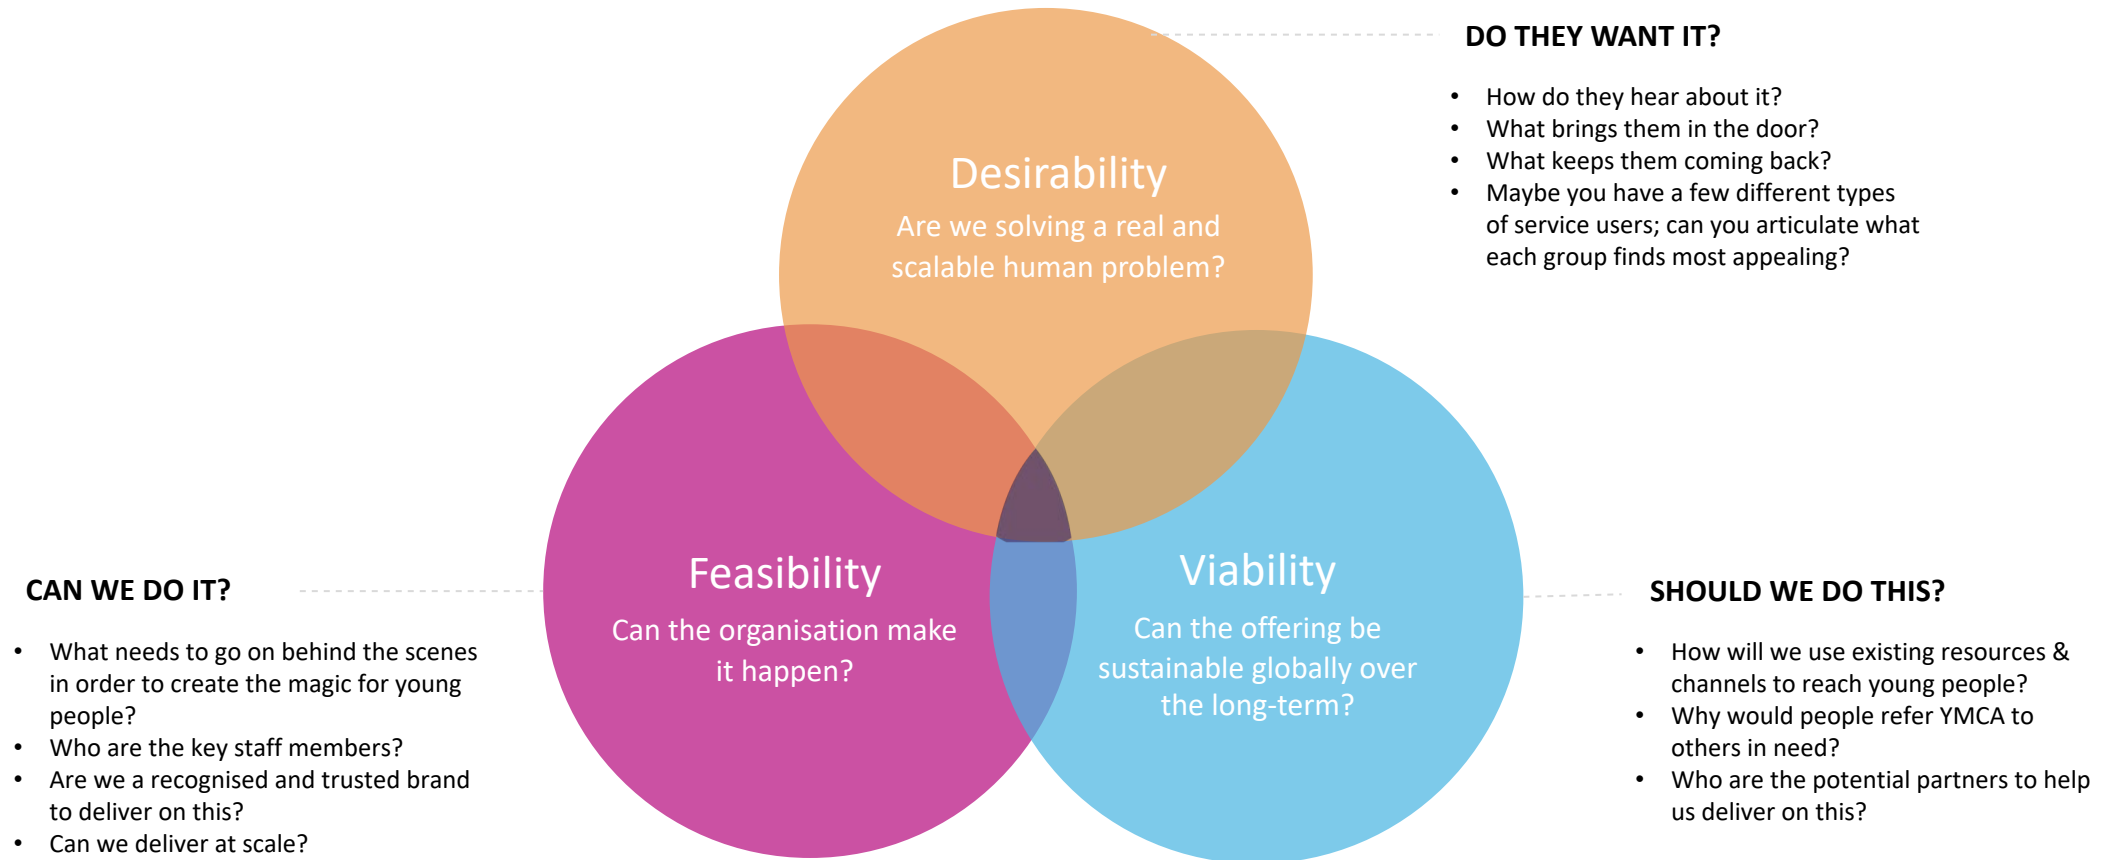 DO THEY WANT IT?
• How do they hear about it?
• What brings them in the door?
• What keeps them coming back?
• Maybe you have a few different types
of service users; can you articulate what
each group finds most appealing?
Desirability
Are we solving a real and
scalable human problem?
CAN WE DO IT?
• What needs to go on behind the scenes
in order to create the magic for young
people?
• Who are the key staff members?
• Are we a recognised and trusted brand
to deliver on this?
• Can we deliver at scale?
Feasibility
Can the organisation make
it happen?
Viability
Can the offering be
sustainable globally over
the long-term?
SHOULD WE DO THIS?
• How will we use existing resources &
channels to reach young people?
• Why would people refer YMCA to
others in need?
• Who are the potential partners to help
us deliver on this?